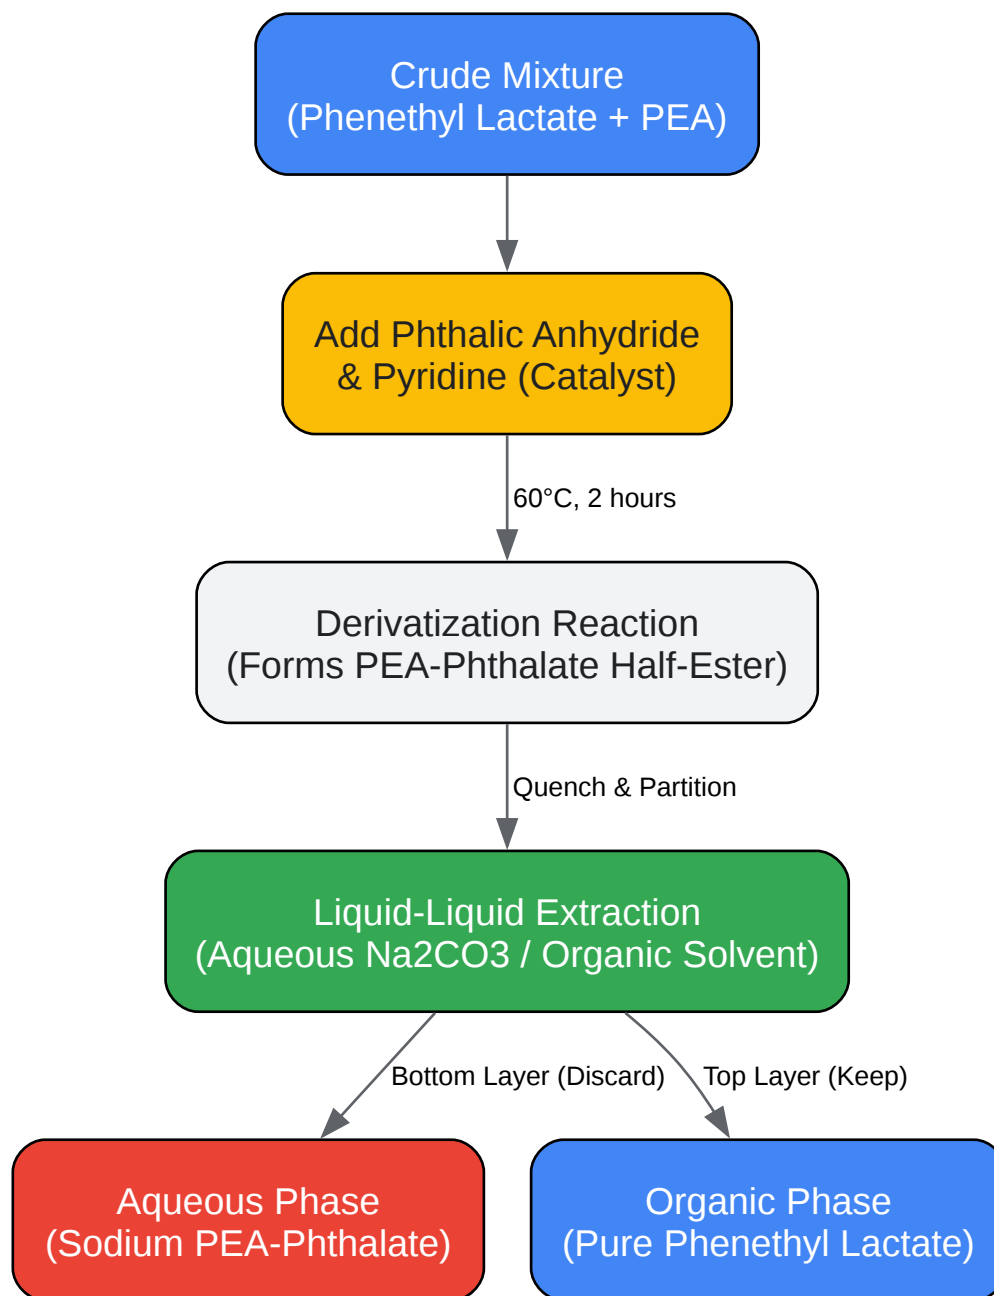 Crude Mixture
(Phenethyl Lactate + PEA)
Add Phthalic Anhydride
& Pyridine (Catalyst)
60°C, 2 hours
Derivatization Reaction
(Forms PEA-Phthalate Half-Ester)
Quench & Partition
Liquid-Liquid Extraction
(Aqueous Na2CO3 / Organic Solvent)
Bottom Layer (Discard)
Top Layer (Keep)
Aqueous Phase
(Sodium PEA-Phthalate)
Organic Phase
(Pure Phenethyl Lactate)